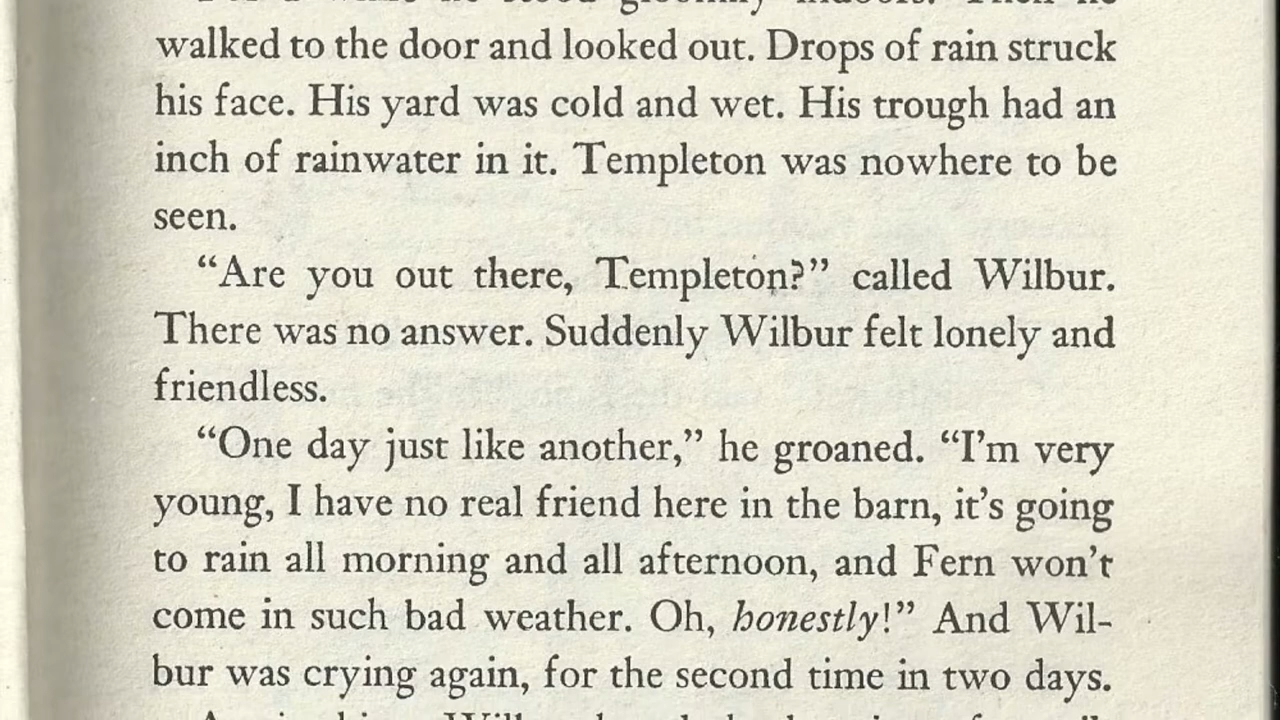 walked to the door and looked out. Drops of rain struck
his face. His yard was cold and wet. His trough had an
inch of rainwater in it. Templeton was nowhere to be
seen.
“Are you out there, Templeton?” called Wilbur.
There was no answer. Suddenly Wilbur felt lonely and
friendless.
“One day just like another,” he groaned. “I’m very
young, I have no real friend here in the barn, it’s going
to rain all morning and all afternoon, and Fern won’t
come in such bad weather. Oh, honestly!” And Wil-
bur was crying again, for the second time in two days.